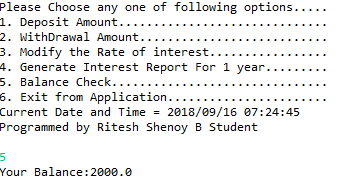 Please Choose any one of following options.....
1. Deposit Amount............................
2. WithDrawal Amount.........................
3. Modify the Rate of interest...............
4. Generate Interest Report For 1 year.......
5. Balance Check.............................
6. Exit from Application.....................
Current Date and Time = 2018/09/16 07:24:45
Programmed by Ritesh Shenoy B Student
5
Your Balance:2000.0